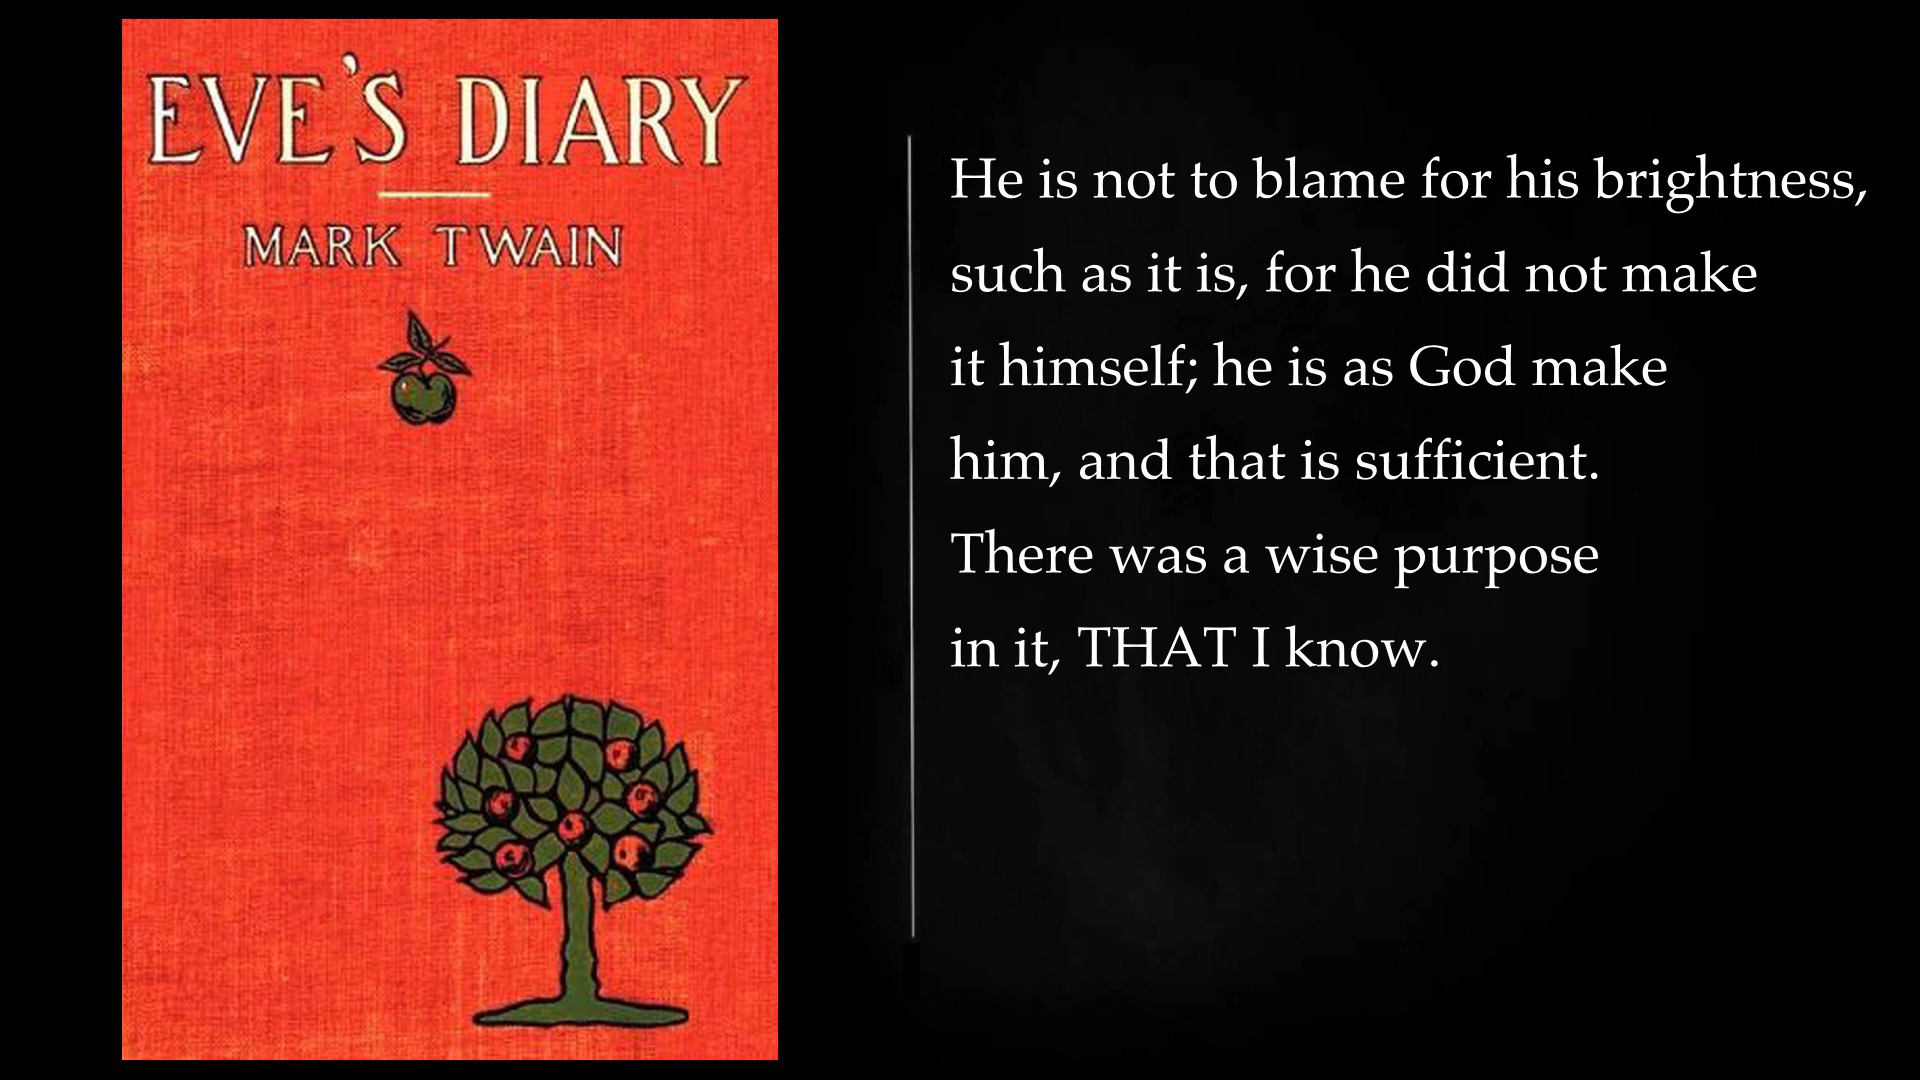 EVE'S DIARY
MARK TWAIN
He is not to blame for his brightness,
such as it is, for he did not make
it himself; he is as God make
him, and that is sufficient.
There was a wise purpose
in it, THAT I know.